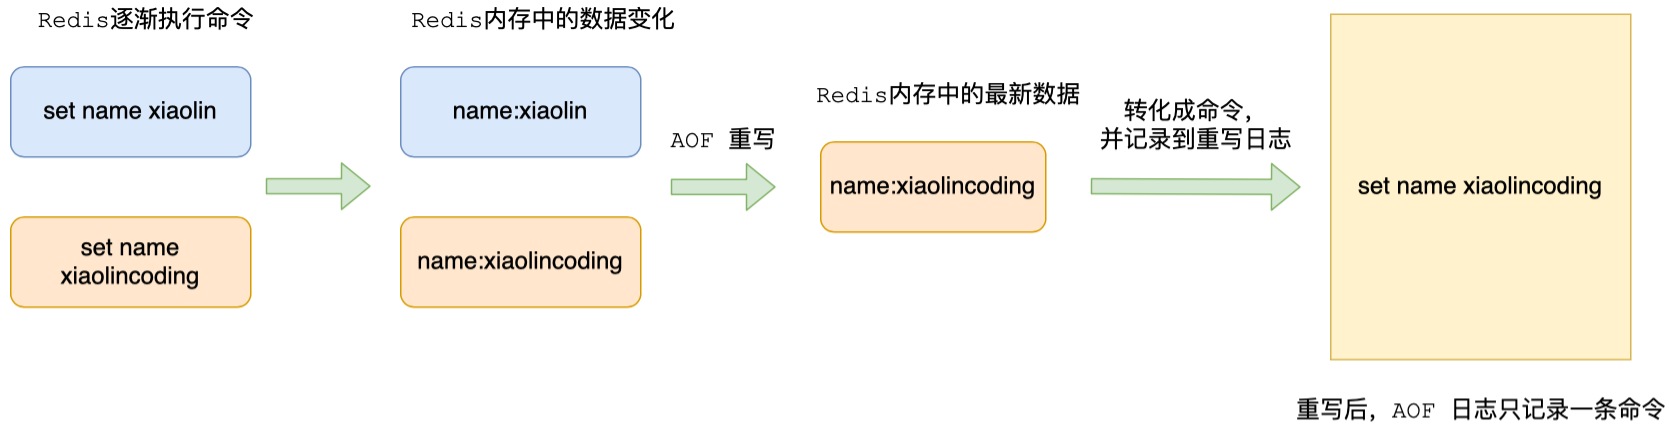 Redis逐渐执行命令
set name xiaolin
set name
xiaolincoding
Redis内存中的数据变化
name:xiaolin
name:xiaolincoding
AOF 重写
Redis内存中的最新数据
name:xiaolincoding
转化成命令，
并记录到重写日志
set name xiaolincoding
重写后，AOF 日志只记录一条命令